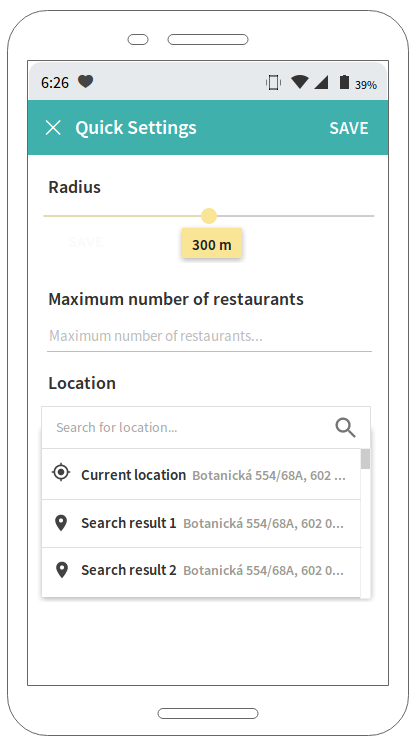 6:26 39%
Quick Settings SAVE
Radius
SAVE
300 m
Maximum number of restaurants
Maximum number of restaurants...
Location
Search for location...
Current location Botanická 554/68A, 602 ...
Search result 1 Botanická 554/68A, 602 0...
Search result 2 Botanická 554/68A, 602 0...